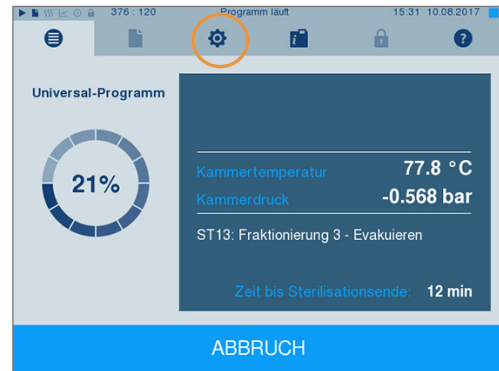 376 : 120 Programm läuft 15:31 10.08.2017
Universal-Programm
21%
Kammertemperatur 77.8 °C
Kammerdruck -0.568 bar
ST13: Fraktionierung 3 - Evakuieren
Zeit bis Sterilisationsende: 12 min
ABBRUCH